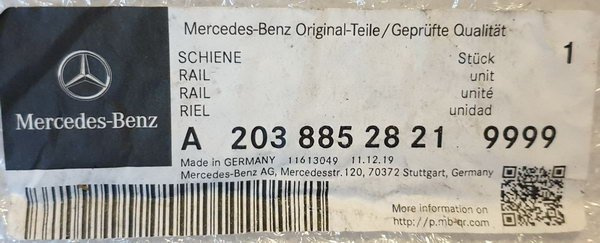 Mercedes-Benz Original-Teile/Geprüfte Qualität
SCHIENE Stück 1
RAIL unit
RAIL unité
RIEL unidad
Mercedes-Benz
A 203 885 28 21 9999
Made in GERMANY 11613049 11.12.19
Mercedes-Benz AG, Mercedesstr.120, 70372 Stuttgart, Germany
More information on
http://p.mb-qr.com